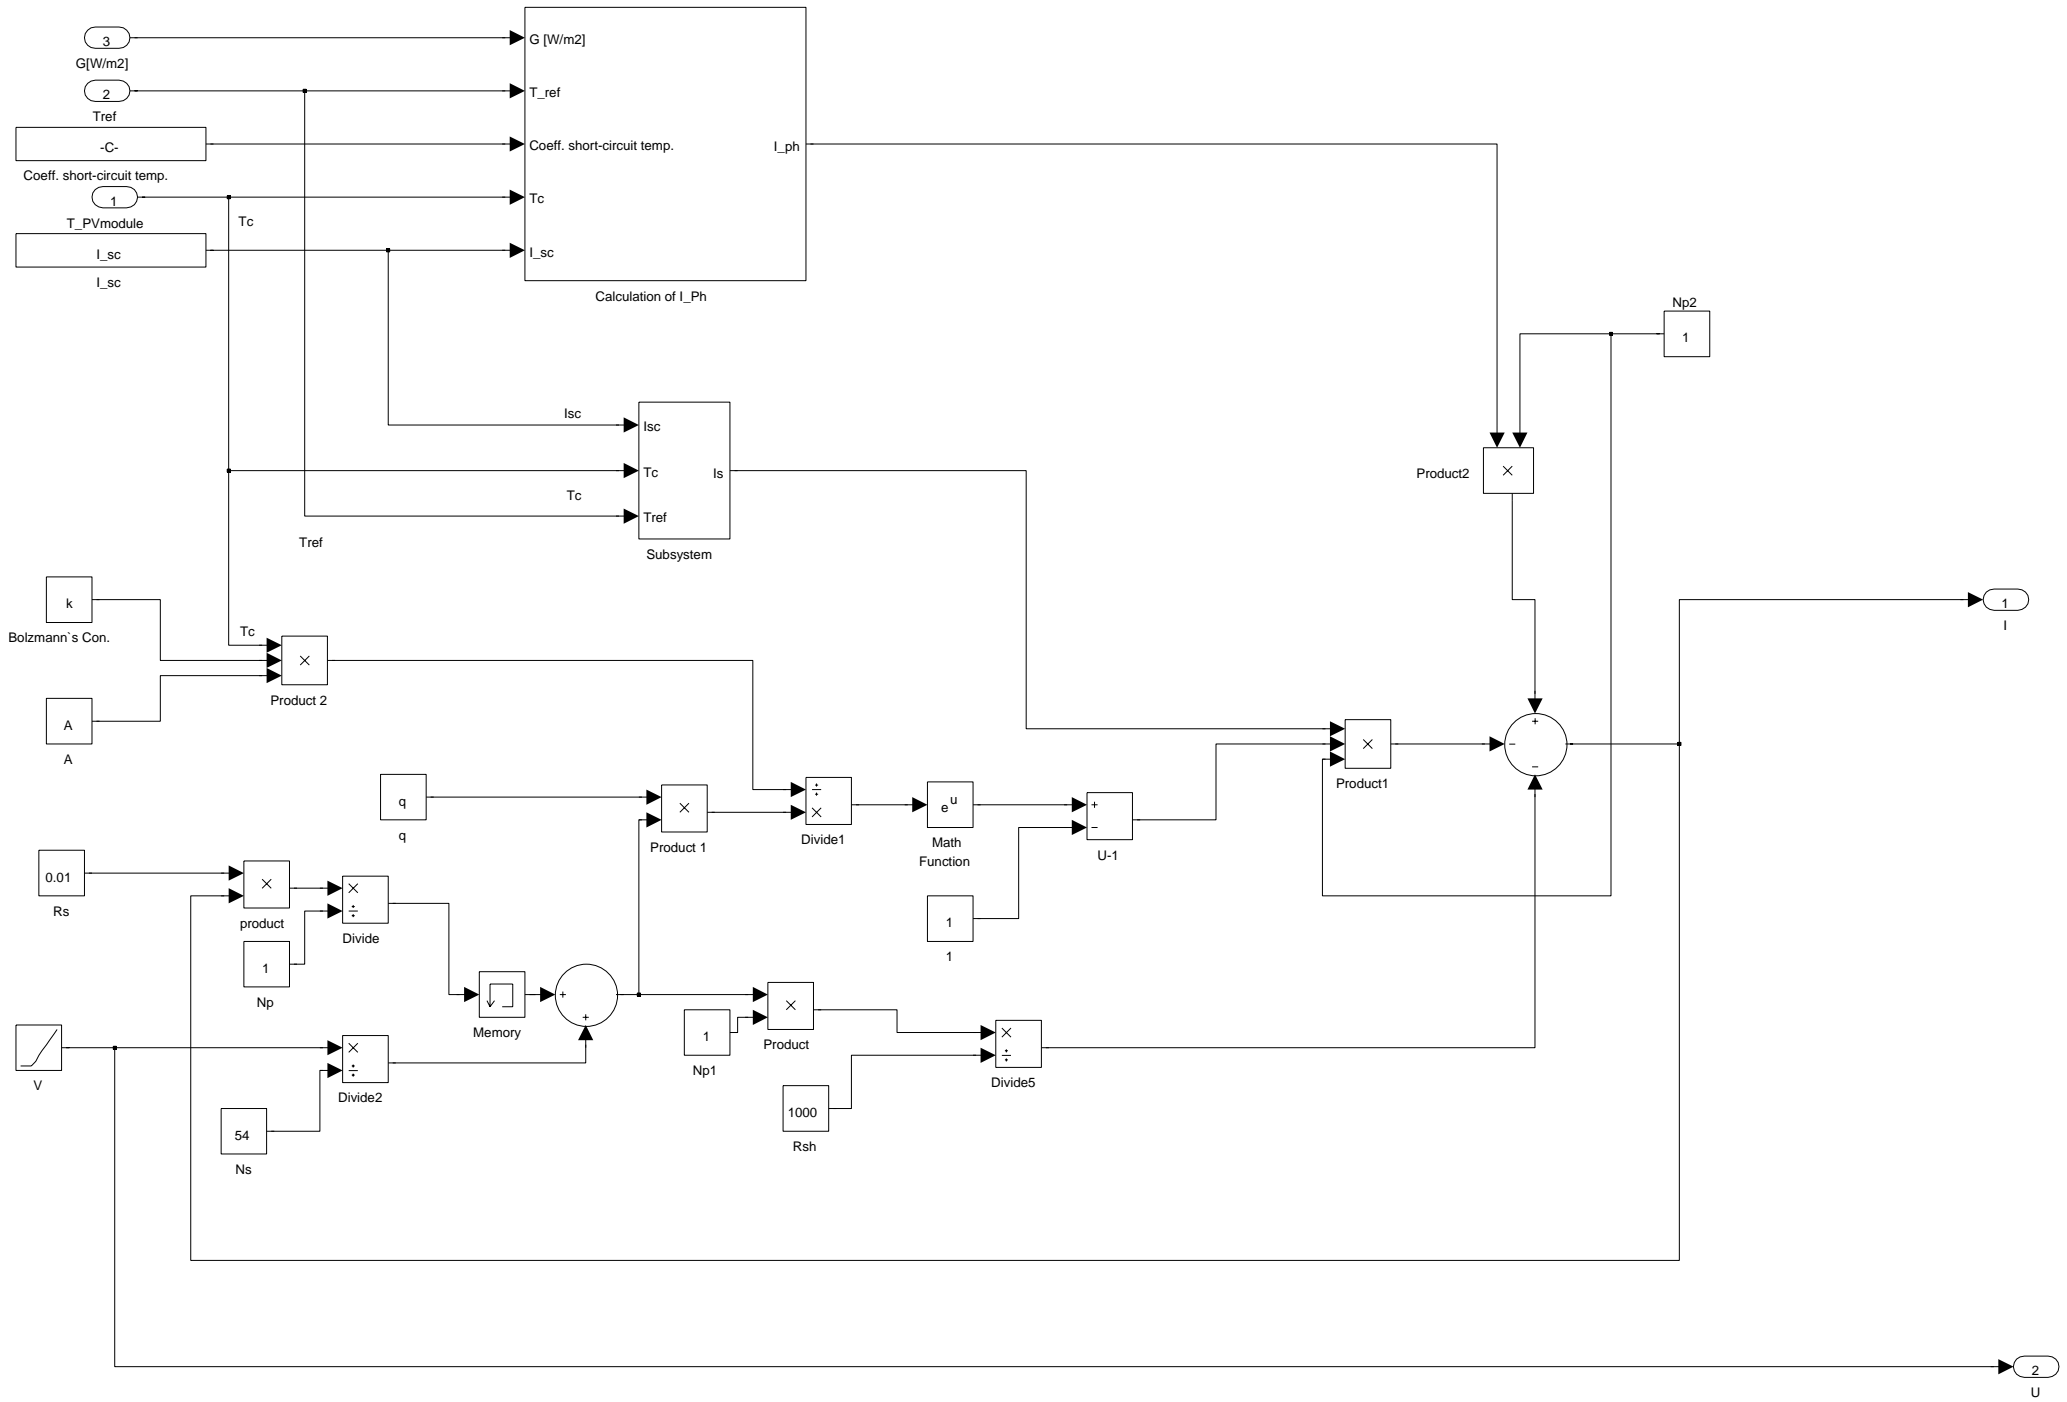 3
G[W/m2]
2
Tref
-C-
Coeff. short-circuit temp.
1
T_PVmodule
Tc
I_sc
I_sc
G [W/m2]
T_ref
Coeff. short-circuit temp.
Tc
I_sc
I_ph
Calculation of I_Ph
Np2
1
Isc
Tc
Tref
Isc
Tc
Tref
Is
Subsystem
×
Product2
k
Bolzmann`s Con.
Tc
×
Product 2
A
A
1
I
q
q
×
Product 1
÷
×
Divide1
e^u
Math
Function
+
−
U-1
1
1
×
Product1
+
−
−
0.01
Rs
×
product
×
÷
Divide
1
Np
Memory
+
+
V
×
÷
Divide2
54
Ns
1
Np1
×
Product
×
÷
Divide5
1000
Rsh
2
U